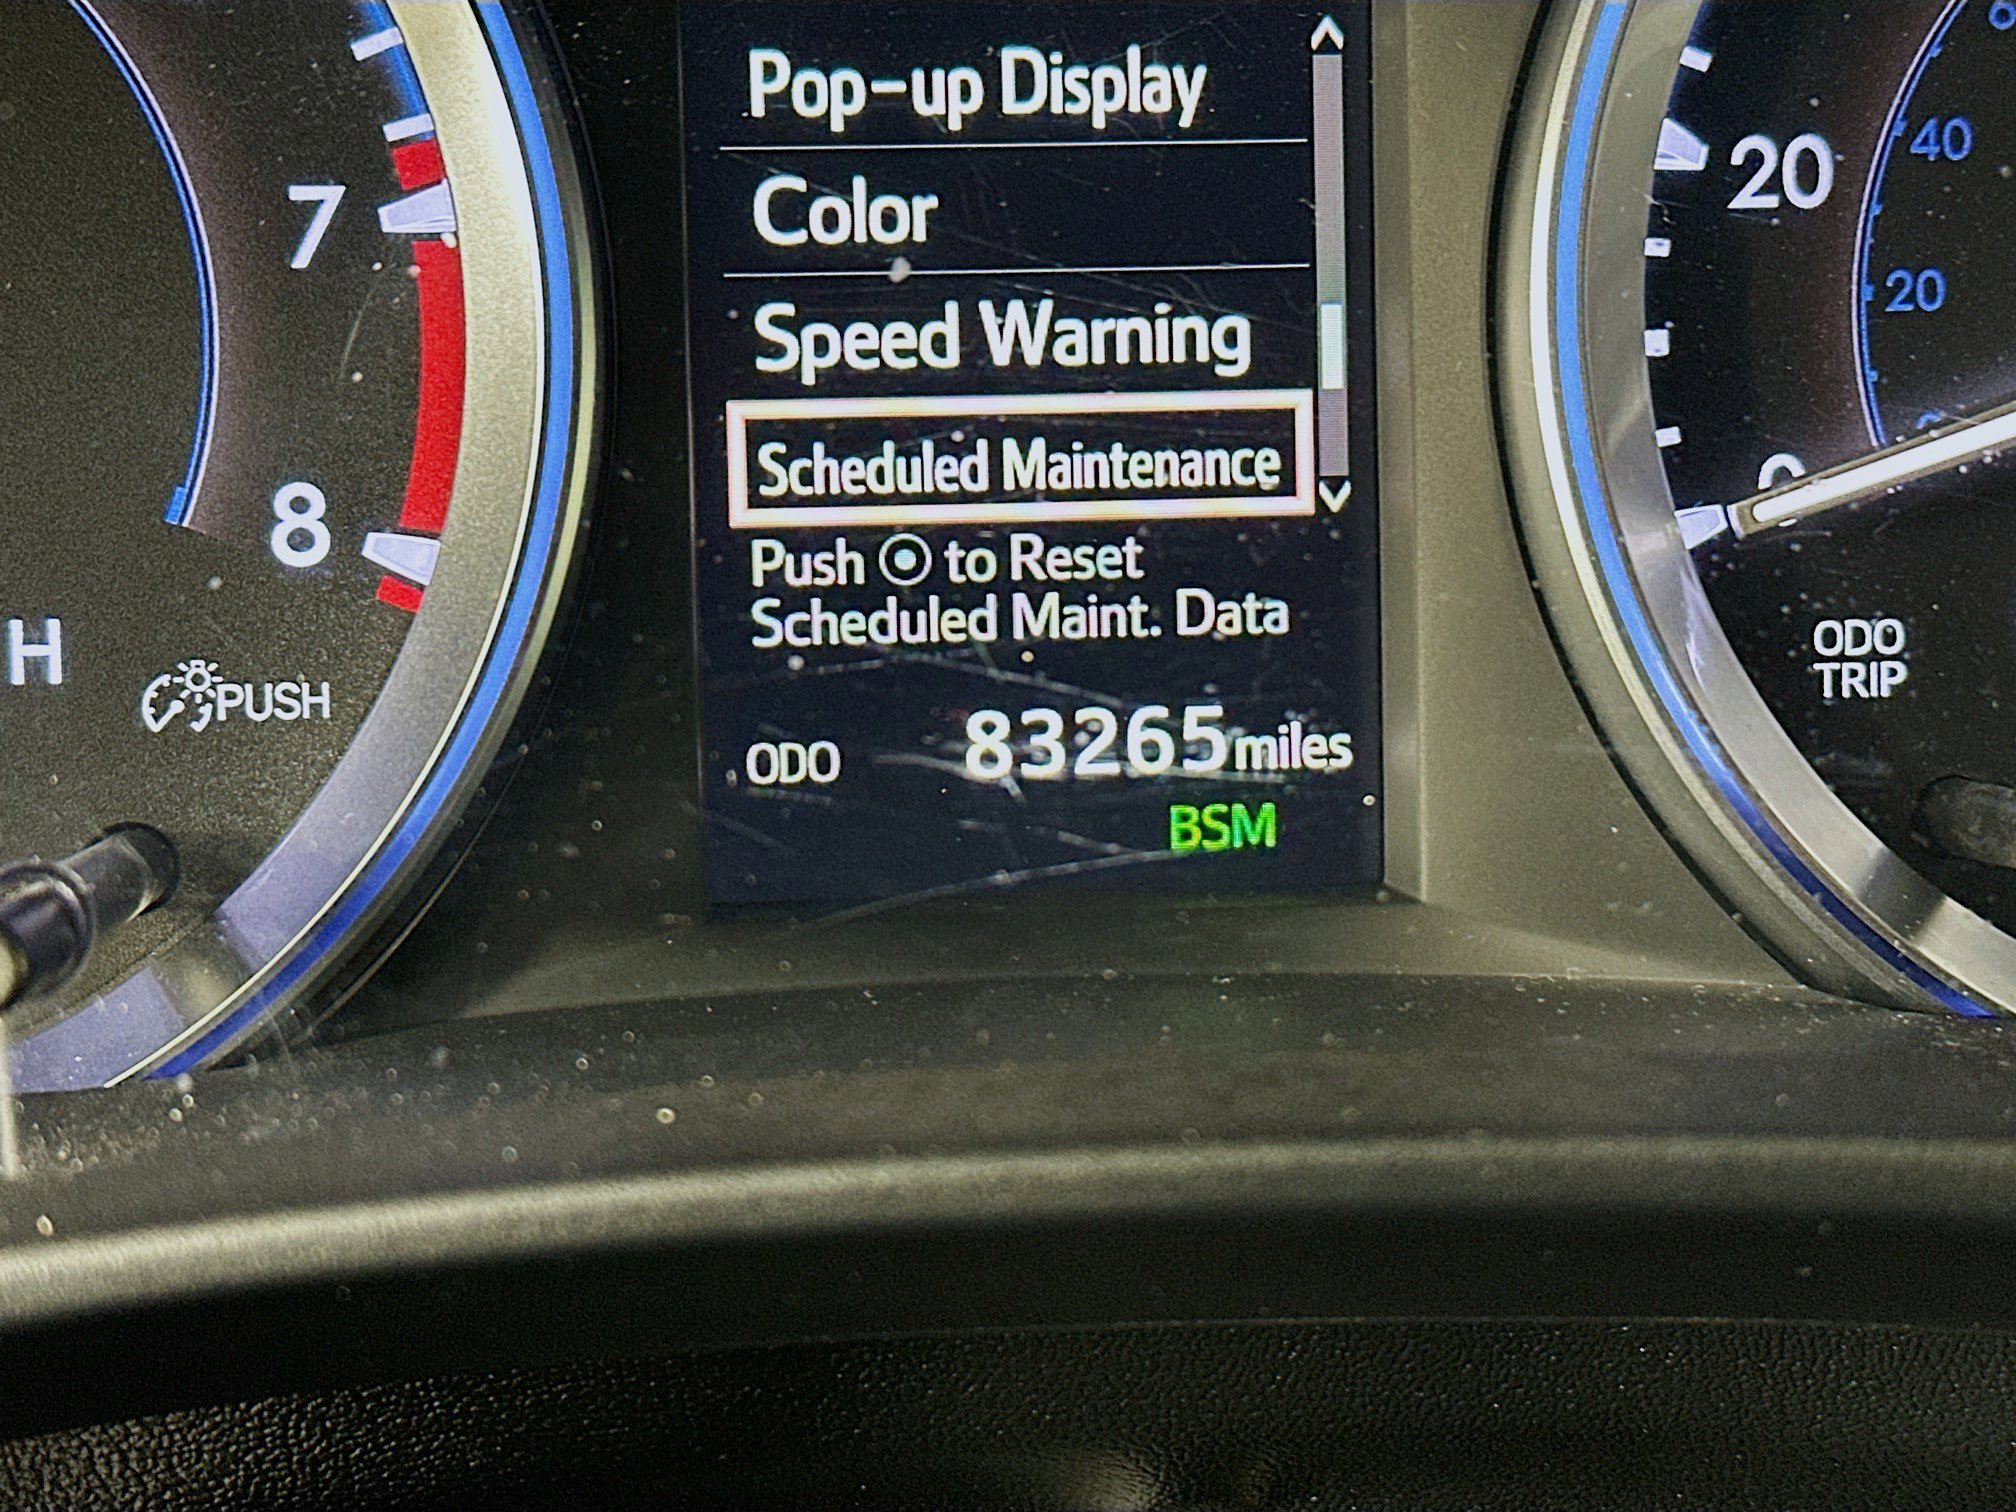 Pop-up Display
Color
Speed Warning
Scheduled Maintenance
Push to Reset
Scheduled Maint. Data
ODO 83265 miles
BSM
7
8
H
PUSH
20
0
40
20
ODO
TRIP